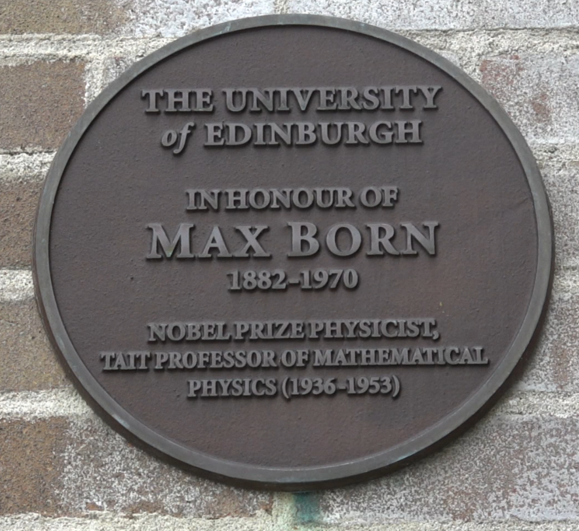 THE UNIVERSITY
of EDINBURGH
IN HONOUR OF
MAX BORN
1882–1970
NOBEL PRIZE PHYSICIST,
TAIT PROFESSOR OF MATHEMATICAL
PHYSICS (1936–1953)